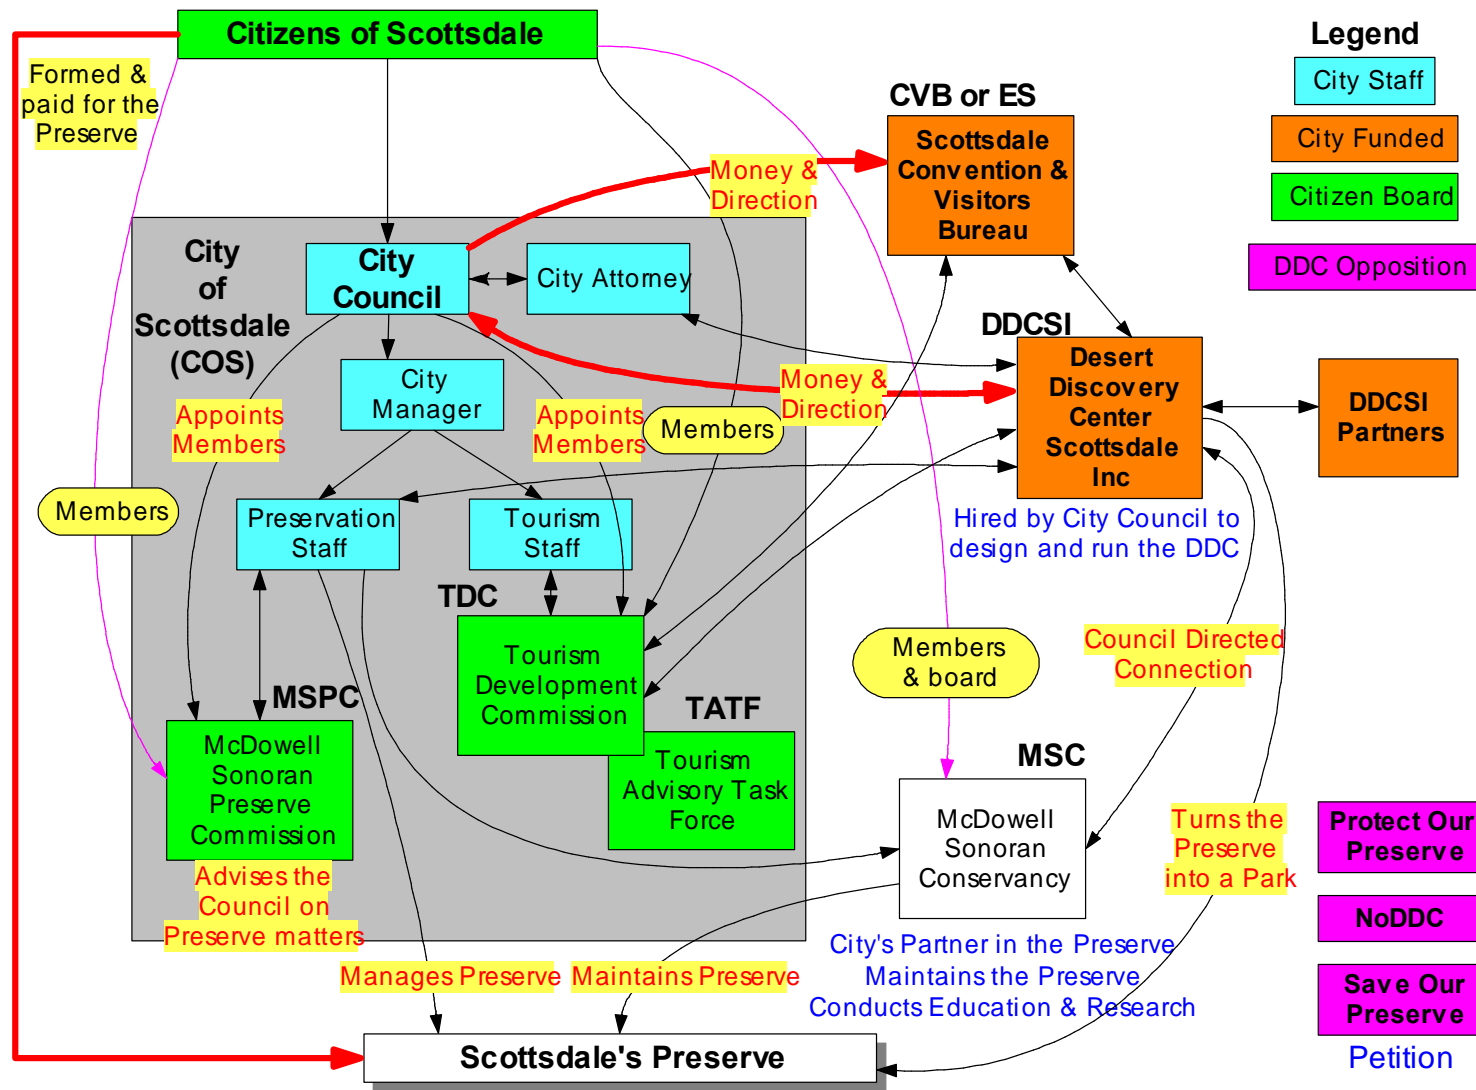 Citizens of Scottsdale
Formed &
paid for the
Preserve
Legend
City Staff
City Funded
Citizen Board
DDC Opposition
CVB or ES
Scottsdale
Convention &
Visitors
Bureau
Money &
Direction
City
of
Scottsdale
(COS)
City
Council
City Attorney
DDCSI
Desert
Discovery
Center
Scottsdale
Inc
DDCSI
Partners
City
Manager
Money &
Direction
Appoints
Members
Appoints
Members
Members
Members
Preservation
Staff
Tourism
Staff
Hired by City Council to
design and run the DDC
TDC
Tourism
Development
Commission
Members
& board
Council Directed
Connection
MSPC
McDowell
Sonoran
Preserve
Commission
TATF
Tourism
Advisory Task
Force
MSC
McDowell
Sonoran
Conservancy
Turns the
Preserve
into a Park
Protect Our
Preserve
NoDDC
Save Our
Preserve
Petition
Advises the
Council on
Preserve matters
City's Partner in the Preserve
Maintains the Preserve
Conducts Education & Research
Manages Preserve
Maintains Preserve
Scottsdale's Preserve